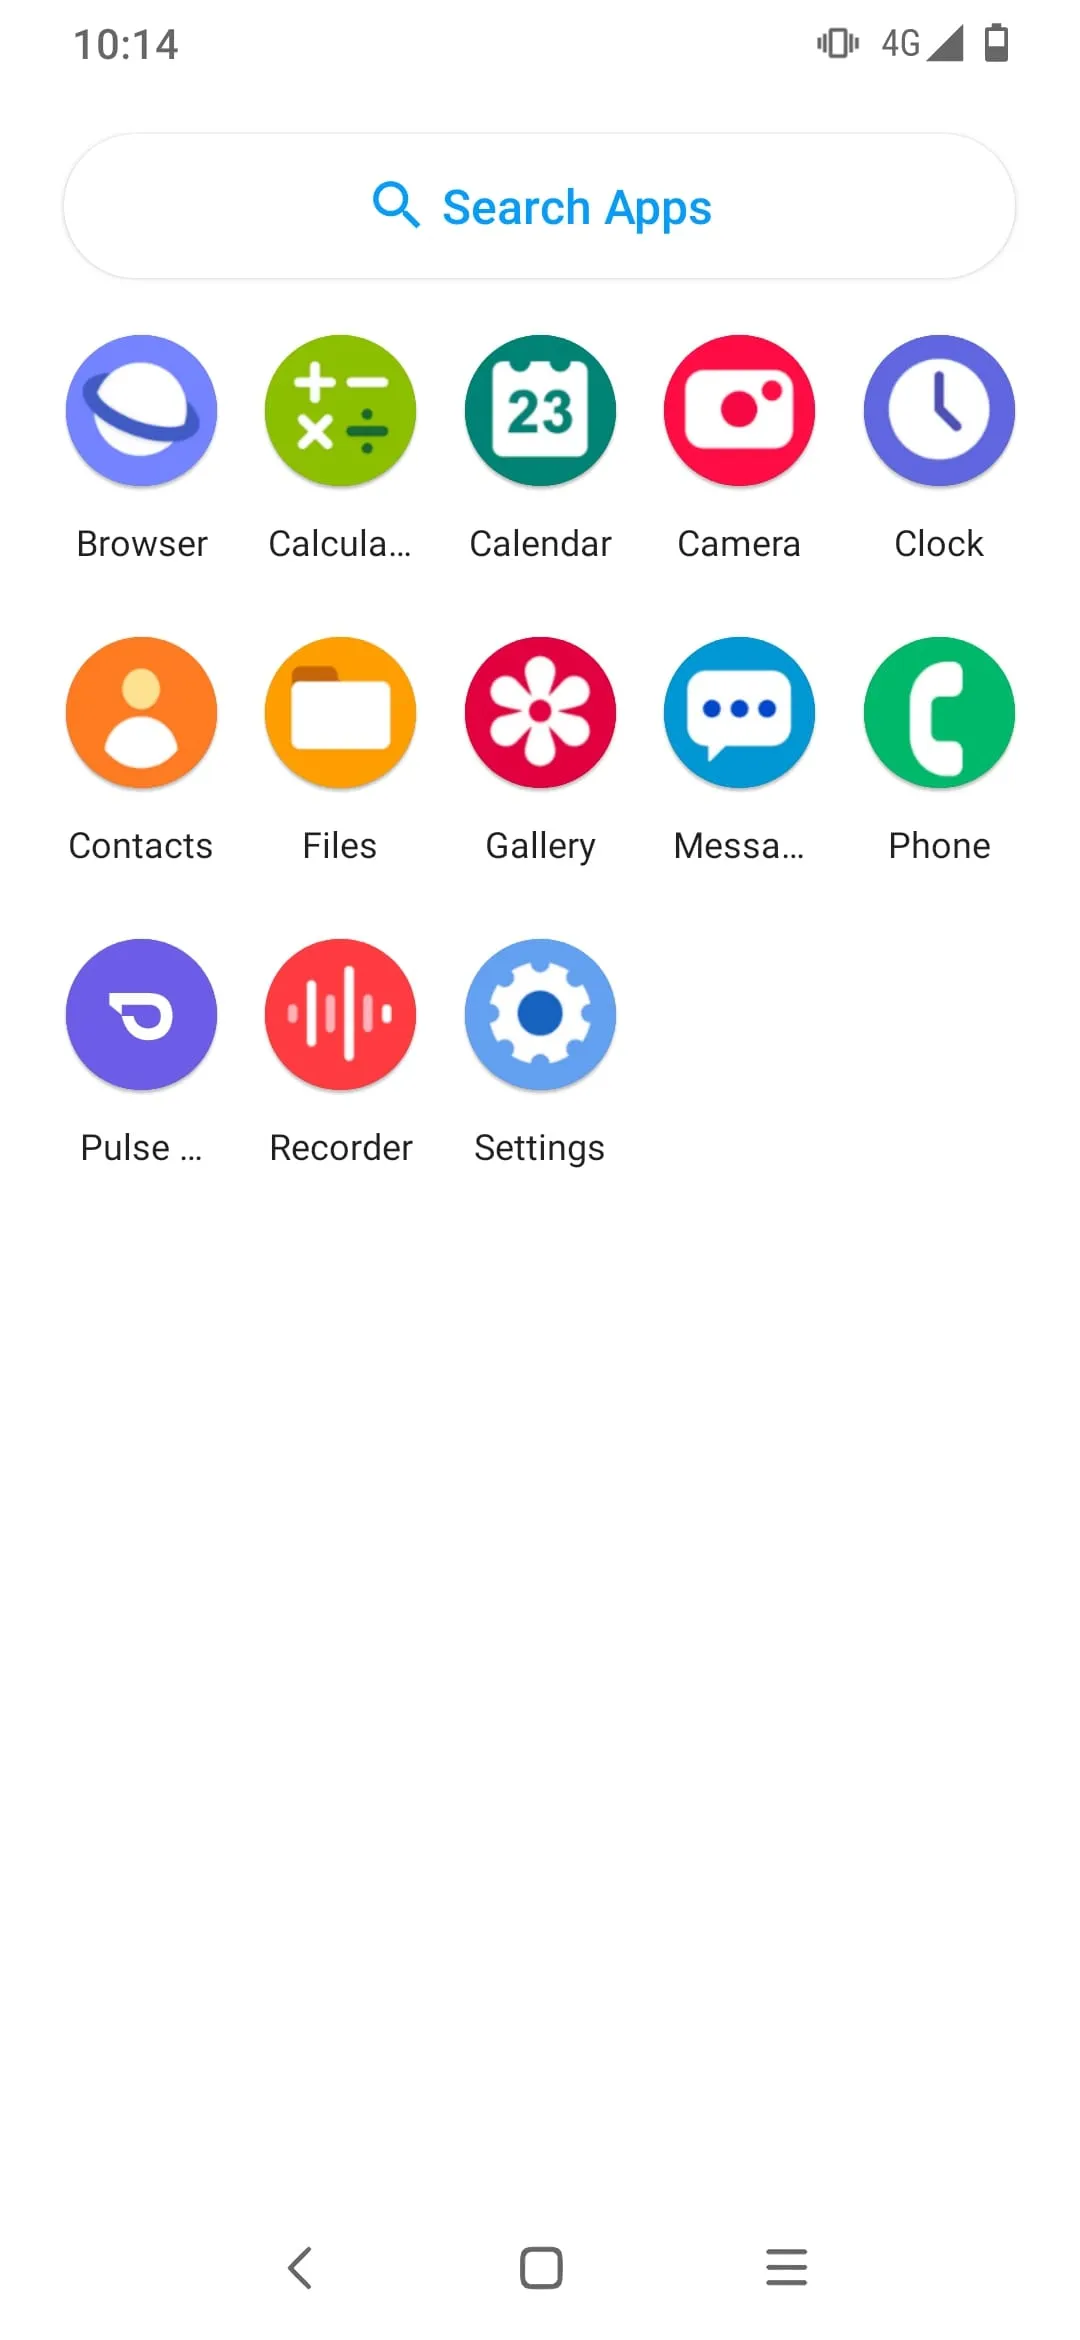 10:14 4G
Search Apps
23
Browser Calcula... Calendar Camera Clock
Contacts Files Gallery Messa... Phone
Pulse ... Recorder Settings